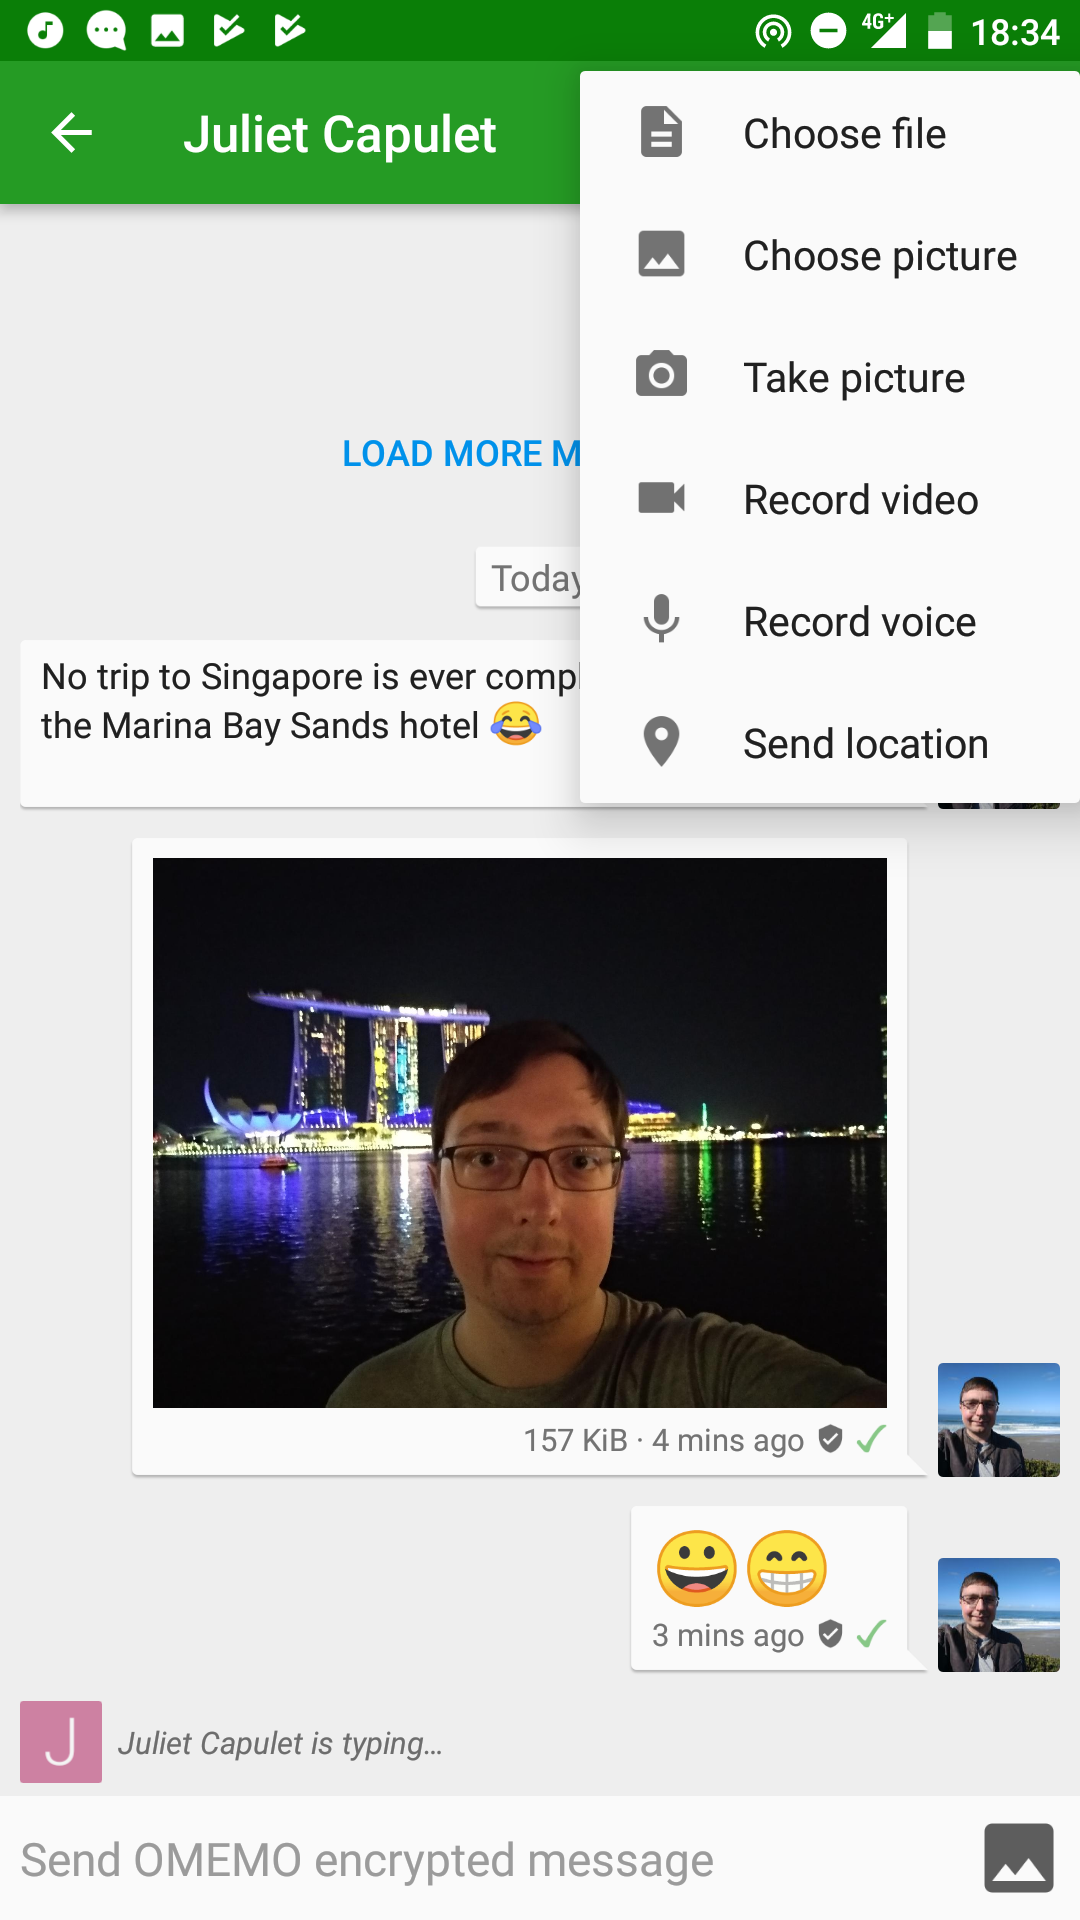 4G+ 18:34
Juliet Capulet
Choose file
Choose picture
Take picture
Record video
Record voice
Send location
LOAD MORE M
Today
No trip to Singapore is ever compl
the Marina Bay Sands hotel 😂
157 KiB · 4 mins ago
😀😁
3 mins ago
J
Juliet Capulet is typing…
Send OMEMO encrypted message